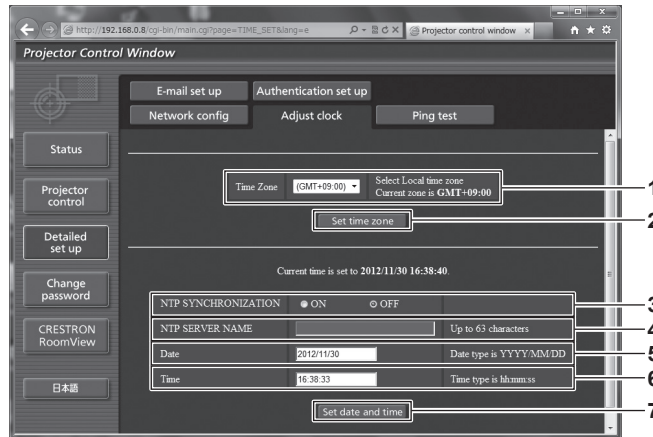 http://192.168.0.8/cgi-bin/main.cgi?page=TIME_SET&lang=e
Projector control window
Projector Control Window
E-mail set up
Authentication set up
Network config
Adjust clock
Ping test
Status
Projector control
Detailed set up
Change password
CRESTRON RoomView
日本語
Time Zone
(GMT+09:00)
Select Local time zone
Current zone is GMT+09:00
1
Set time zone
2
Current time is set to 2012/11/30 16:38:40.
NTP SYNCHRONIZATION ON OFF
3
NTP SERVER NAME Up to 63 characters
4
Date 2012/11/30 Date type is YYYY/MM/DD
5
Time 16:38:33 Time type is hh:mm:ss
6
Set date and time
7